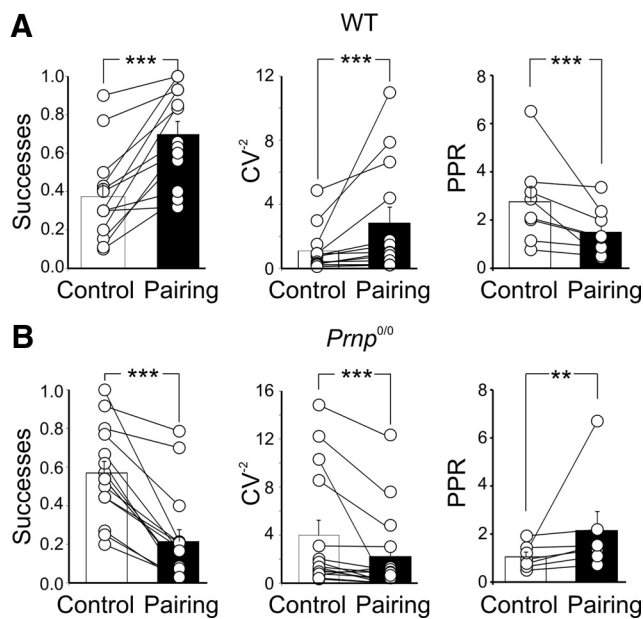 A WT
*** *** ***
Successes
1.0
0.8
0.6
0.4
0.2
0.0
Control Pairing
CV-2
12
8
4
0
Control Pairing
PPR
8
6
4
2
0
Control Pairing
B Prnp0/0
*** *** **
Successes
1.0
0.8
0.6
0.4
0.2
0.0
Control Pairing
CV-2
16
12
8
4
0
Control Pairing
PPR
8
6
4
2
0
Control Pairing